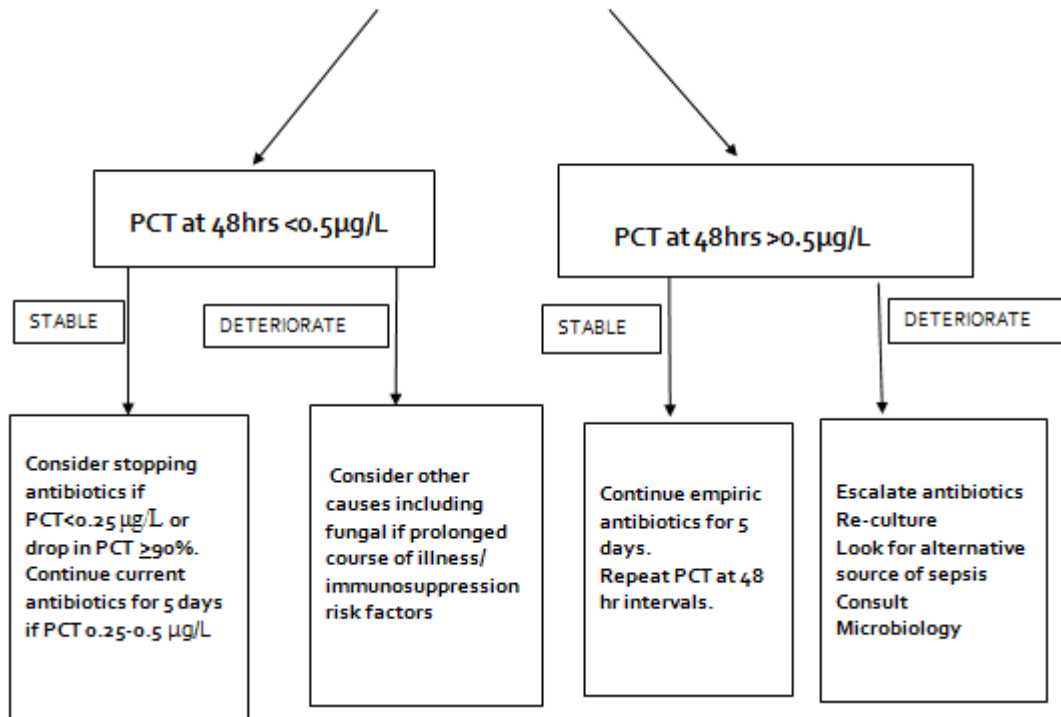 PCT at 48hrs <0.5µg/L
PCT at 48hrs >0.5µg/L
STABLE
DETERIORATE
STABLE
DETERIORATE
Consider stopping
antibiotics if
PCT<0.25 µg/L or
drop in PCT ≥90%.
Continue current
antibiotics for 5 days
if PCT 0.25-0.5 µg/L
Consider other
causes including
fungal if prolonged
course of illness/
immunosuppression
risk factors
Continue empiric
antibiotics for 5
days.
Repeat PCT at 48
hr intervals.
Escalate antibiotics
Re-culture
Look for alternative
source of sepsis
Consult
Microbiology